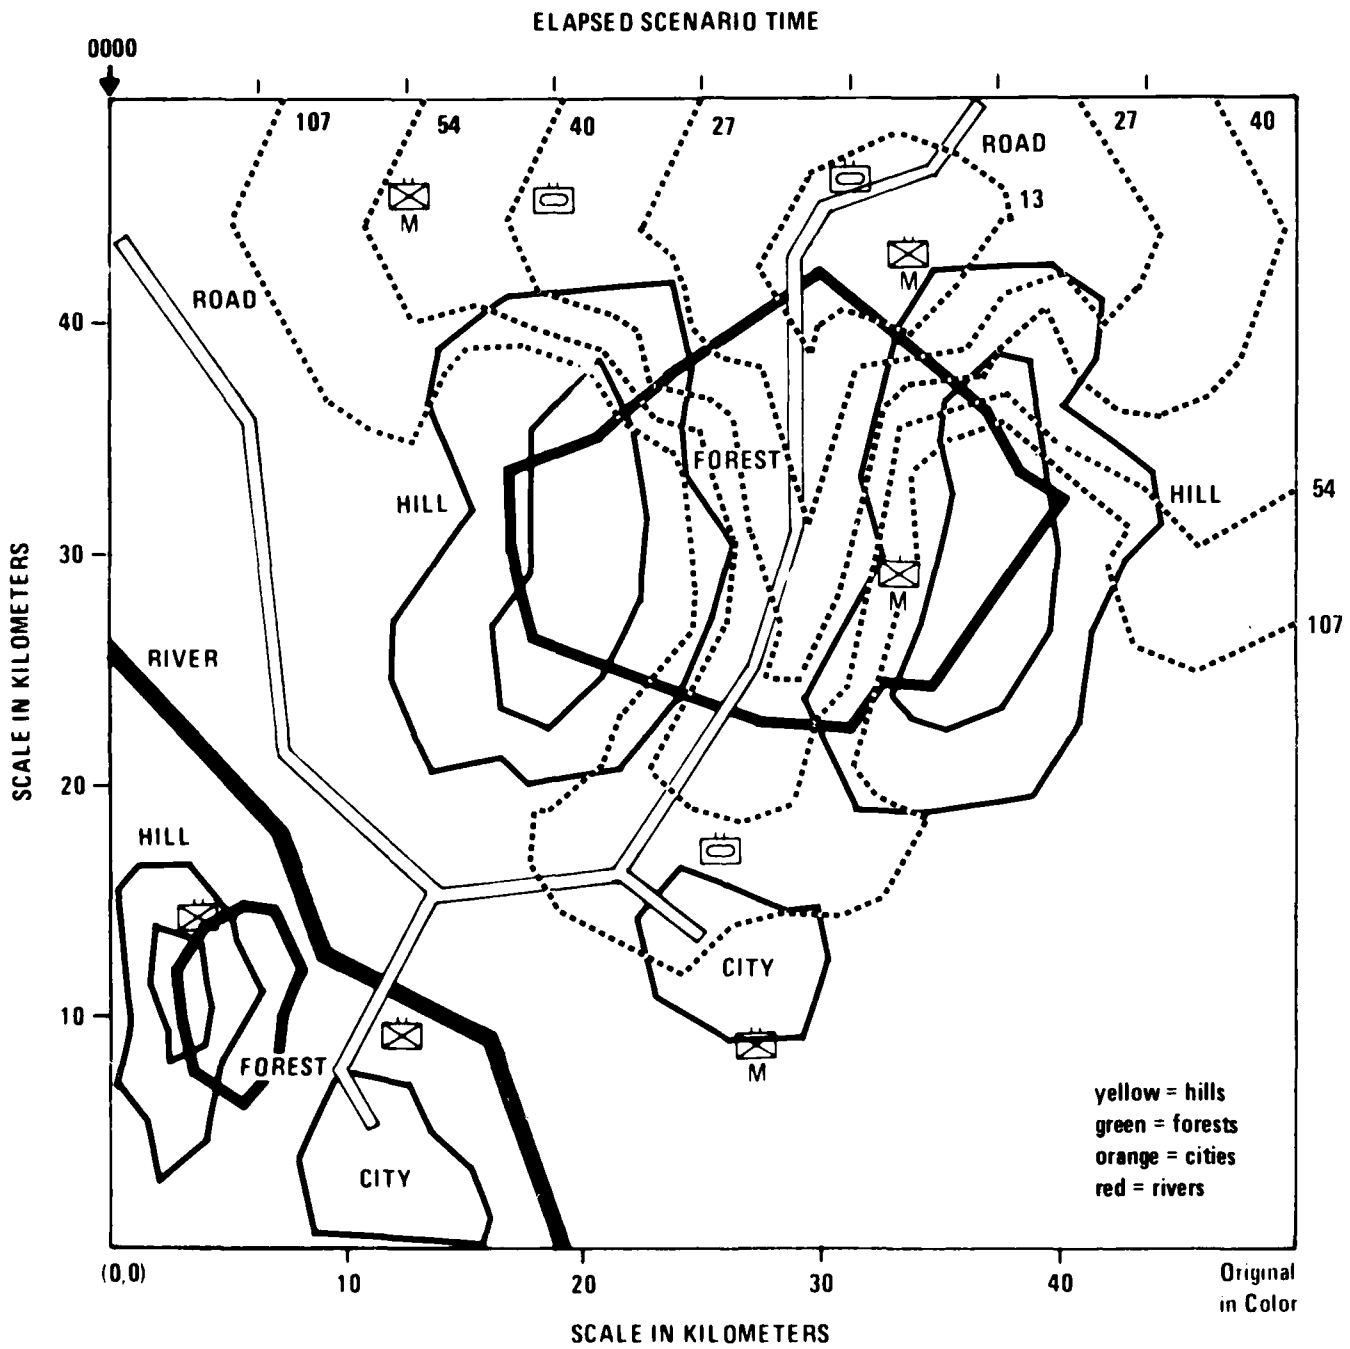 ELAPSED SCENARIO TIME
0000
107 54 40 27 27 40
ROAD
13
M
M
ROAD
40
FOREST
HILL
HILL
54
30
M
107
RIVER
SCALE IN KILOMETERS
20
HILL
CITY
10
FOREST
M
yellow = hills
green = forests
orange = cities
red = rivers
CITY
(0,0)
10 20 30 40
Original
in Color
SCALE IN KILOMETERS